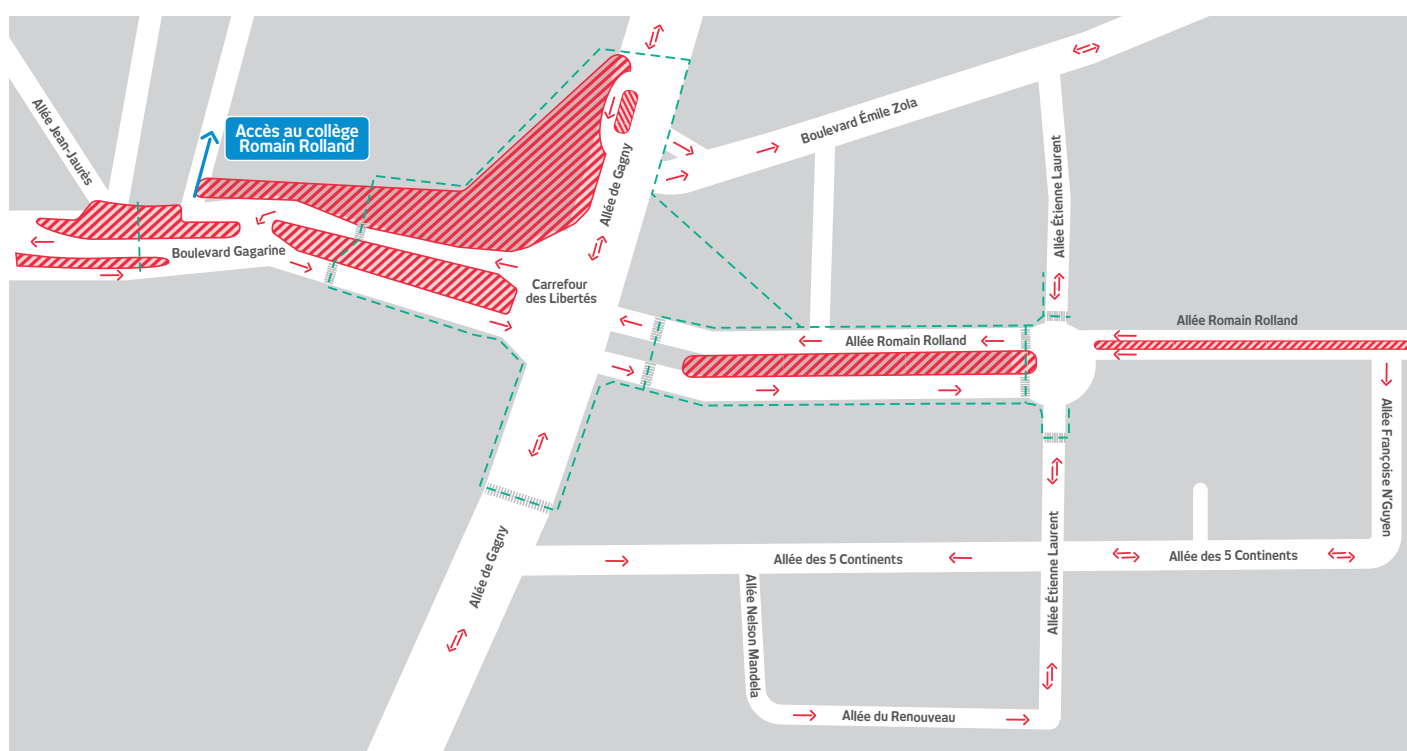 Allée Jean-Jaurès
Accès au collège
Romain Rolland
Boulevard Émile Zola
Allée de Gagny
Allée Étienne Laurent
Boulevard Gagarine
Carrefour
des Libertés
Allée Romain Rolland
Allée Romain Rolland
Allée Françoise N'Guyen
Allée de Gagny
Allée des 5 Continents
Allée des 5 Continents
Allée Étienne Laurent
Allée Nelson Mandela
Allée du Renouveau